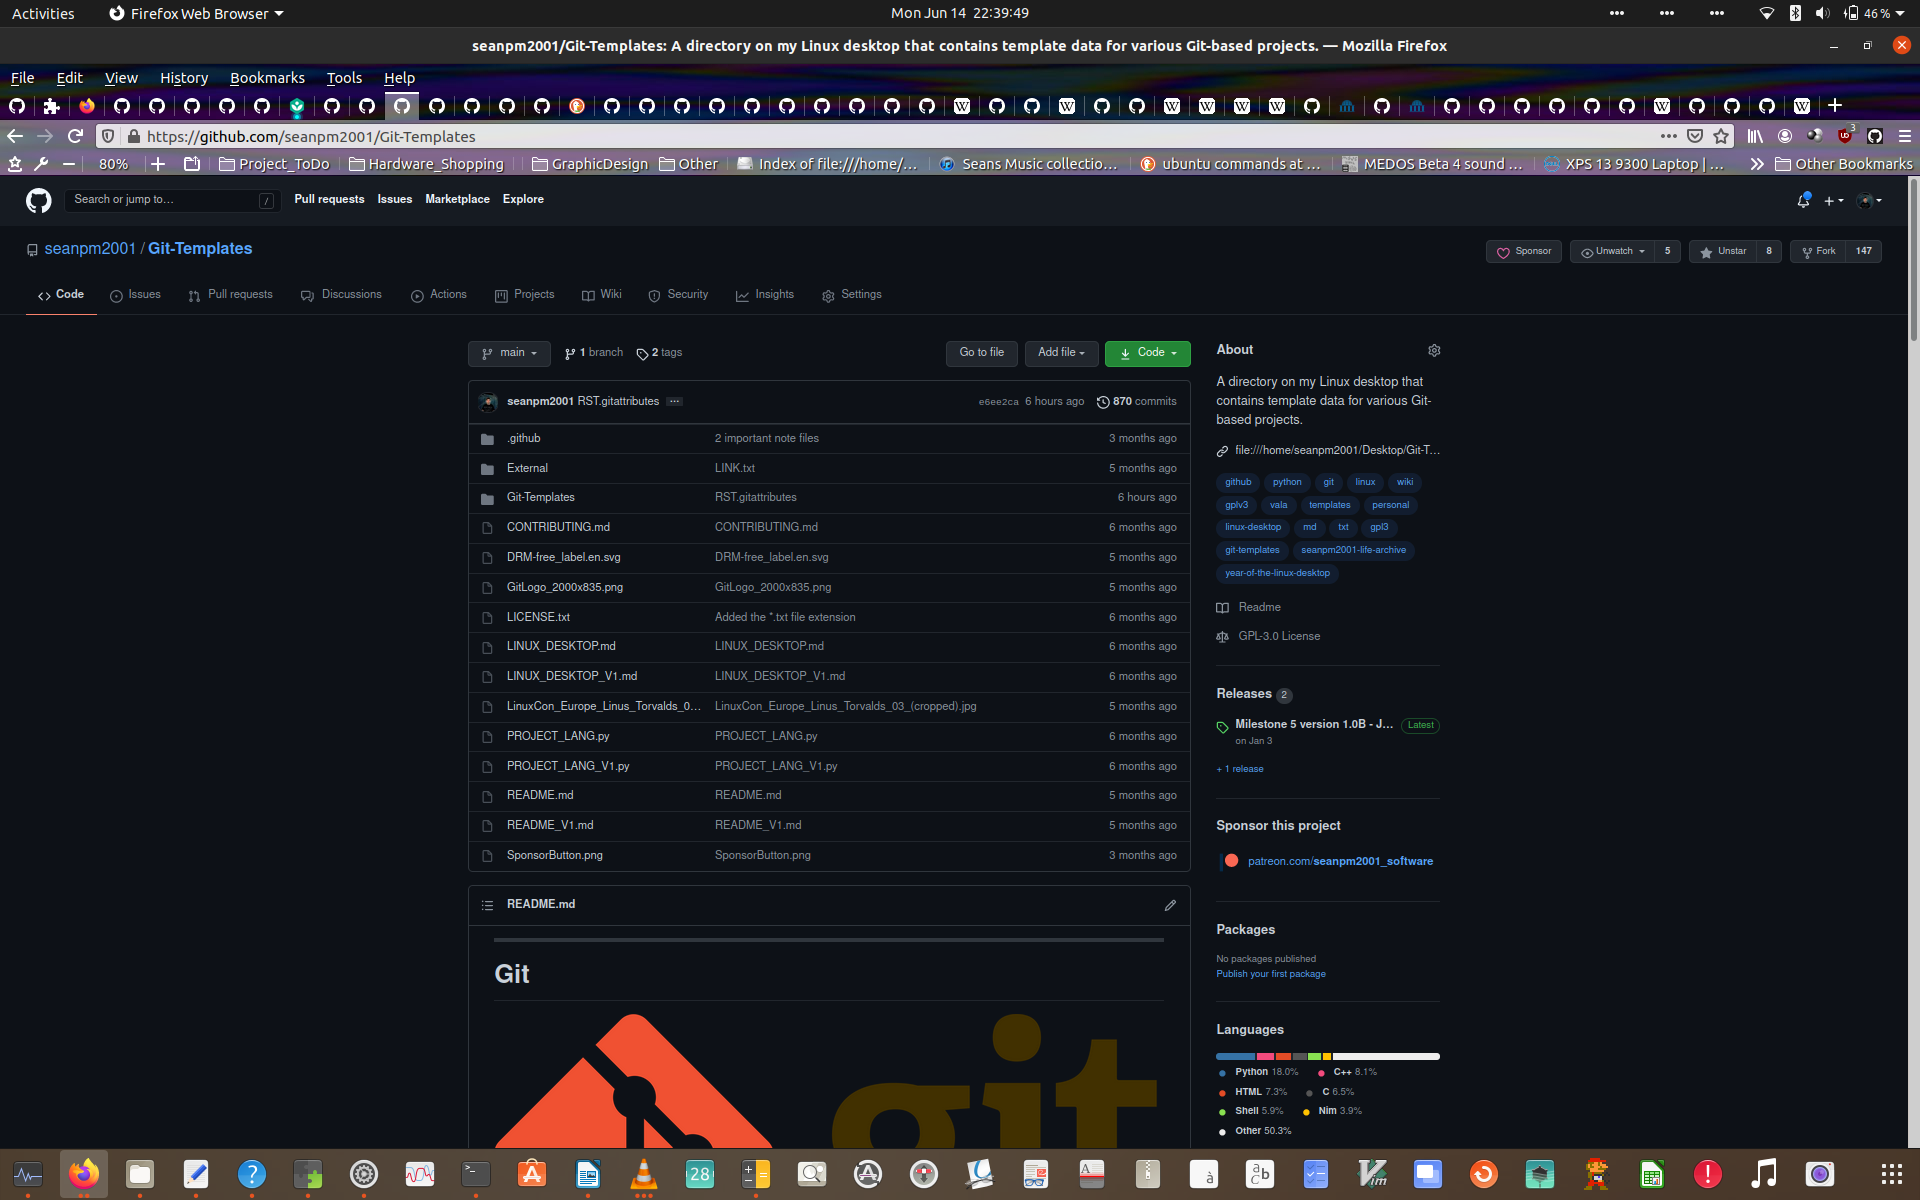 Activities Firefox Web Browser Mon Jun 14 22:39:49 46 %
seanpm2001/Git-Templates: A directory on my Linux desktop that contains template data for various Git-based projects. — Mozilla Firefox
File Edit View History Bookmarks Tools Help
https://github.com/seanpm2001/Git-Templates 3
80% Project_ToDo Hardware_Shopping GraphicDesign Other Index of file:///home/... Seans Music collectio... ubuntu commands at ... MEDOS Beta 4 sound ... XPS 13 9300 Laptop | ... Other Bookmarks
Search or jump to... / Pull requests Issues Marketplace Explore
seanpm2001 / Git-Templates Sponsor Unwatch 5 Unstar 8 Fork 147
Code Issues Pull requests Discussions Actions Projects Wiki Security Insights Settings
main 1 branch 2 tags Go to file Add file Code
seanpm2001 RST.gitattributes ... e6ee2ca 6 hours ago 870 commits
.github 2 important note files 3 months ago
External LINK.txt 5 months ago
Git-Templates RST.gitattributes 6 hours ago
CONTRIBUTING.md CONTRIBUTING.md 6 months ago
DRM-free_label.en.svg DRM-free_label.en.svg 5 months ago
GitLogo_2000x835.png GitLogo_2000x835.png 5 months ago
LICENSE.txt Added the *.txt file extension 6 months ago
LINUX_DESKTOP.md LINUX_DESKTOP.md 6 months ago
LINUX_DESKTOP_V1.md LINUX_DESKTOP_V1.md 6 months ago
LinuxCon_Europe_Linus_Torvalds_0... LinuxCon_Europe_Linus_Torvalds_03_(cropped).jpg 5 months ago
PROJECT_LANG.py PROJECT_LANG.py 6 months ago
PROJECT_LANG_V1.py PROJECT_LANG_V1.py 6 months ago
README.md README.md 5 months ago
README_V1.md README_V1.md 5 months ago
SponsorButton.png SponsorButton.png 3 months ago
README.md
Git
git
About
A directory on my Linux desktop that
contains template data for various Git-
based projects.
file:///home/seanpm2001/Desktop/Git-T...
github python git linux wiki
gplv3 vala templates personal
linux-desktop md txt gpl3
git-templates seanpm2001-life-archive
year-of-the-linux-desktop
Readme
GPL-3.0 License
Releases 2
Milestone 5 version 1.0B - J... Latest
on Jan 3
+ 1 release
Sponsor this project
patreon.com/seanpm2001_software
Packages
No packages published
Publish your first package
Languages
Python 18.0% C++ 8.1%
HTML 7.3% C 6.5%
Shell 5.9% Nim 3.9%
Other 50.3%
28